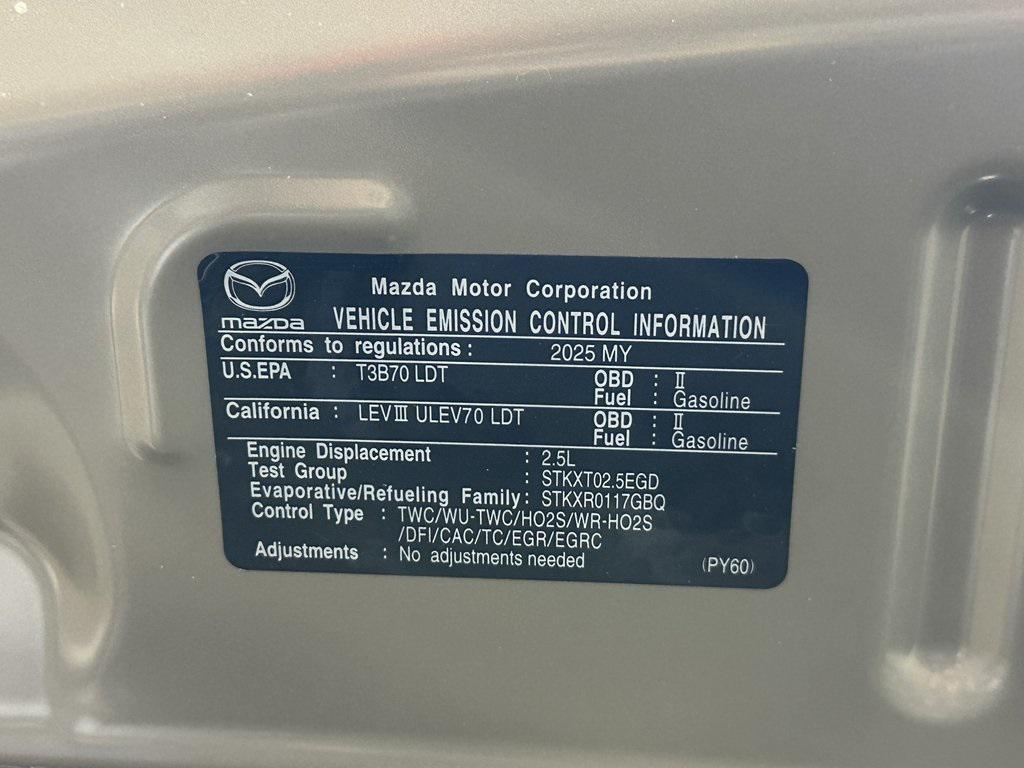 Mazda Motor Corporation
mazda VEHICLE EMISSION CONTROL INFORMATION
Conforms to regulations : 2025 MY
U.S.EPA : T3B70 LDT OBD : II
Fuel : Gasoline
California : LEV III ULEV70 LDT OBD : II
Fuel : Gasoline
Engine Displacement : 2.5L
Test Group : STKXT02.5EGD
Evaporative/Refueling Family : STKXR0117GBQ
Control Type : TWC/WU-TWC/HO2S/WR-HO2S
/DFI/CAC/TC/EGR/EGRC
Adjustments : No adjustments needed (PY60)